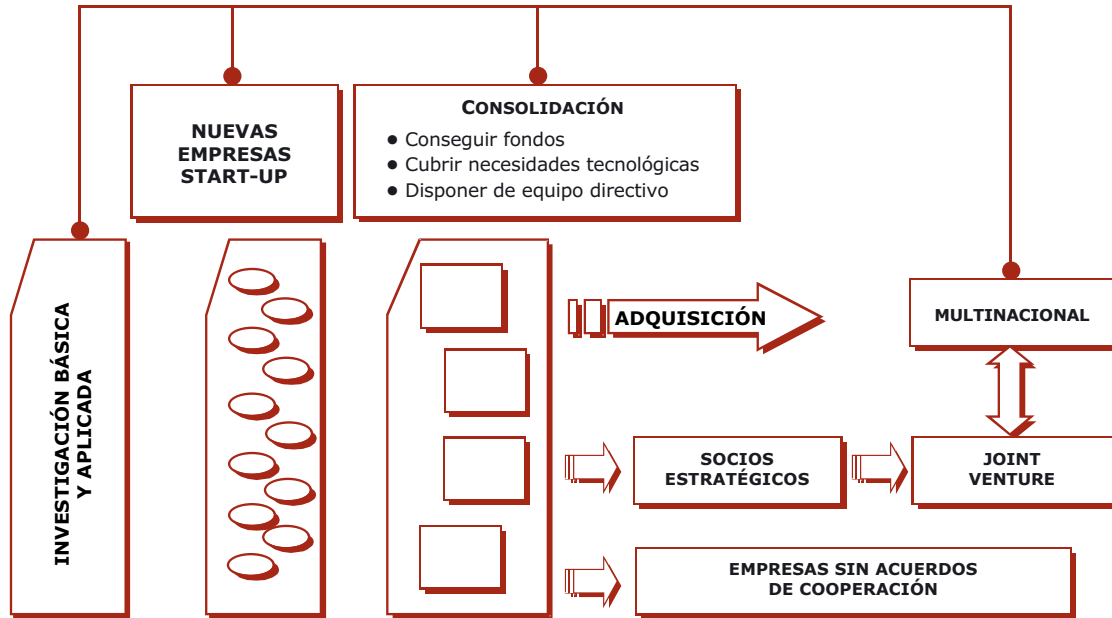 NUEVAS
EMPRESAS
START-UP
CONSOLIDACIÓN
● Conseguir fondos
● Cubrir necesidades tecnológicas
● Disponer de equipo directivo
INVESTIGACIÓN BÁSICA
Y APLICADA
ADQUISICIÓN
MULTINACIONAL
SOCIOS
ESTRATÉGICOS
JOINT
VENTURE
EMPRESAS SIN ACUERDOS
DE COOPERACIÓN